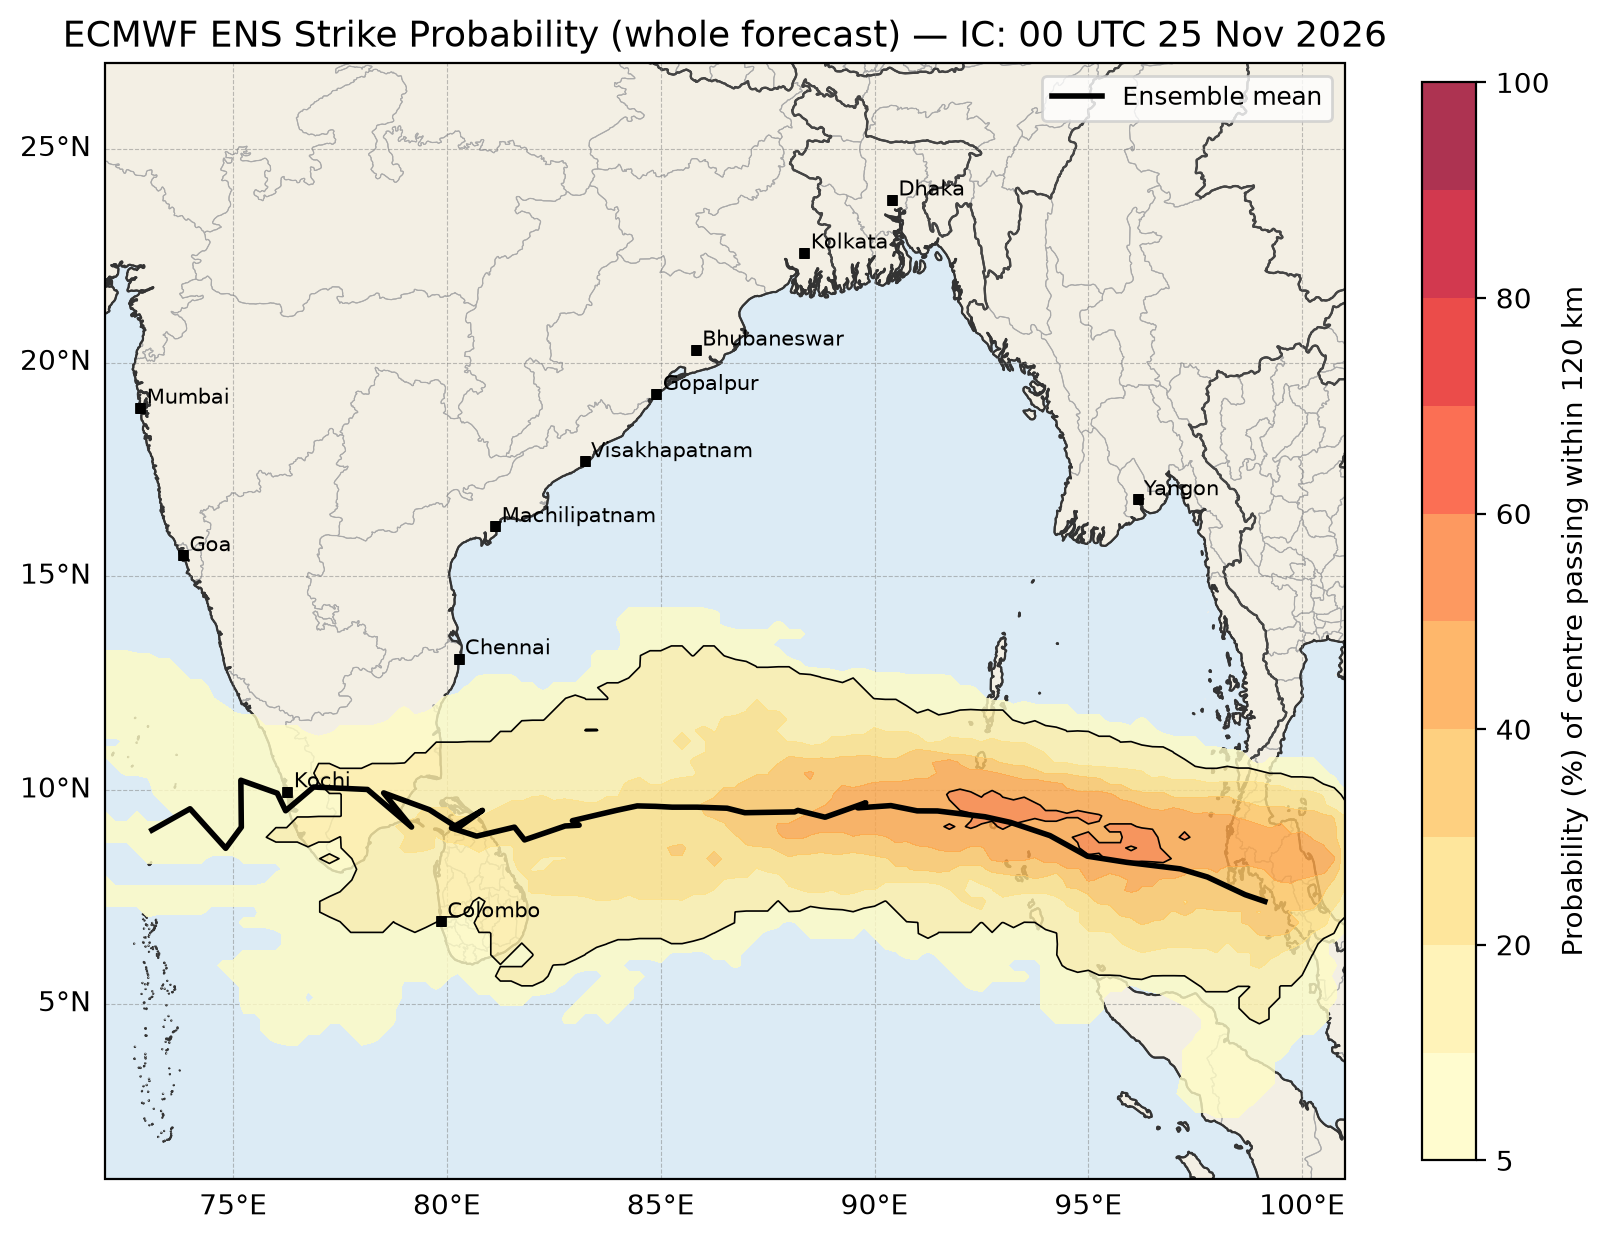 ECMWF ENS Strike Probability (whole forecast) — IC: 00 UTC 25 Nov 2026
Ensemble mean
100
80
60
40
20
5
Probability (%) of centre passing within 120 km
25°N
20°N
15°N
10°N
5°N
75°E
80°E
85°E
90°E
95°E
100°E
Dhaka
Kolkata
Bhubaneswar
Gopalpur
Mumbai
Visakhapatnam
Yangon
Machilipatnam
Goa
Chennai
Kochi
Colombo